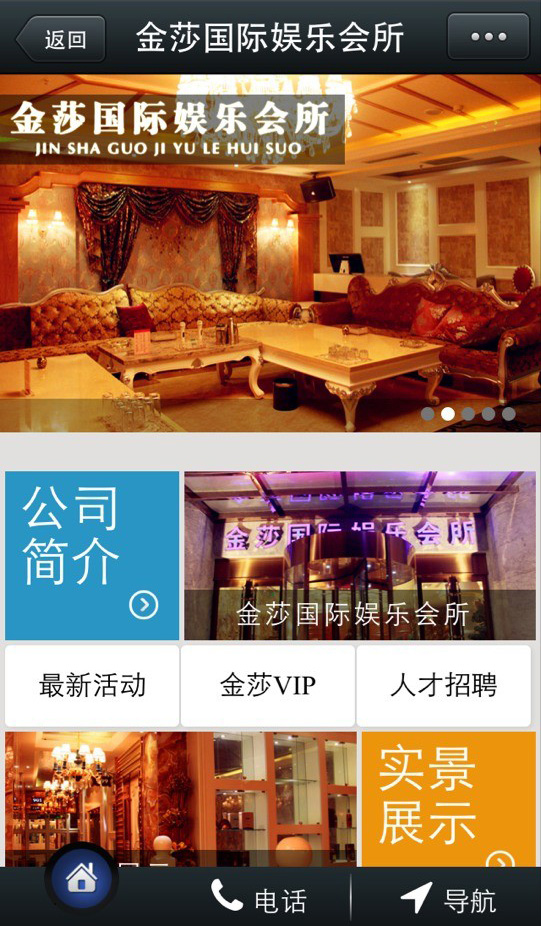 返回
金莎国际娱乐会所
金莎国际娱乐会所
JIN SHA GUO JI YU LE HUI SUO
公司
简介
金莎国际娱乐会所
金莎国际娱乐会所
最新活动
金莎VIP
人才招聘
实景
展示
电话
导航